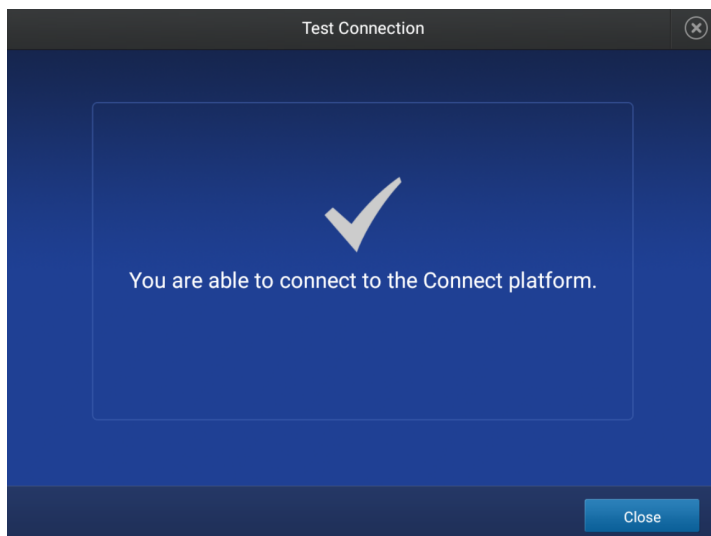 Test Connection
You are able to connect to the Connect platform.
Close